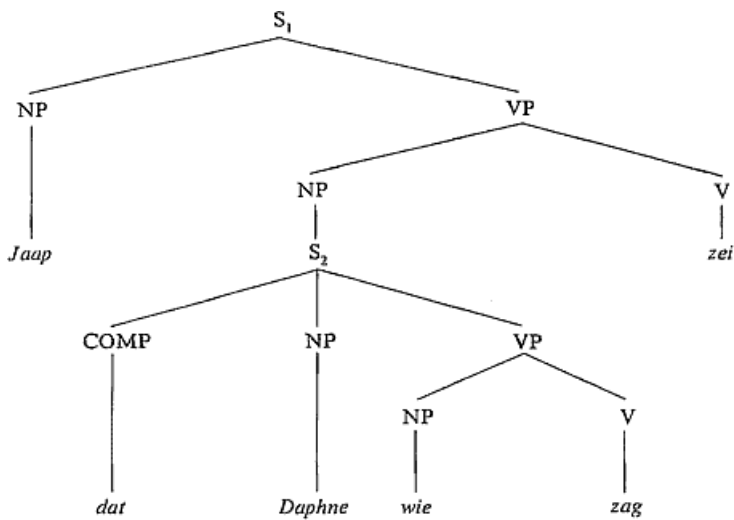 S₁
NP VP
NP V
Jaap S₂ zei
COMP NP VP
NP V
dat Daphne wie zag